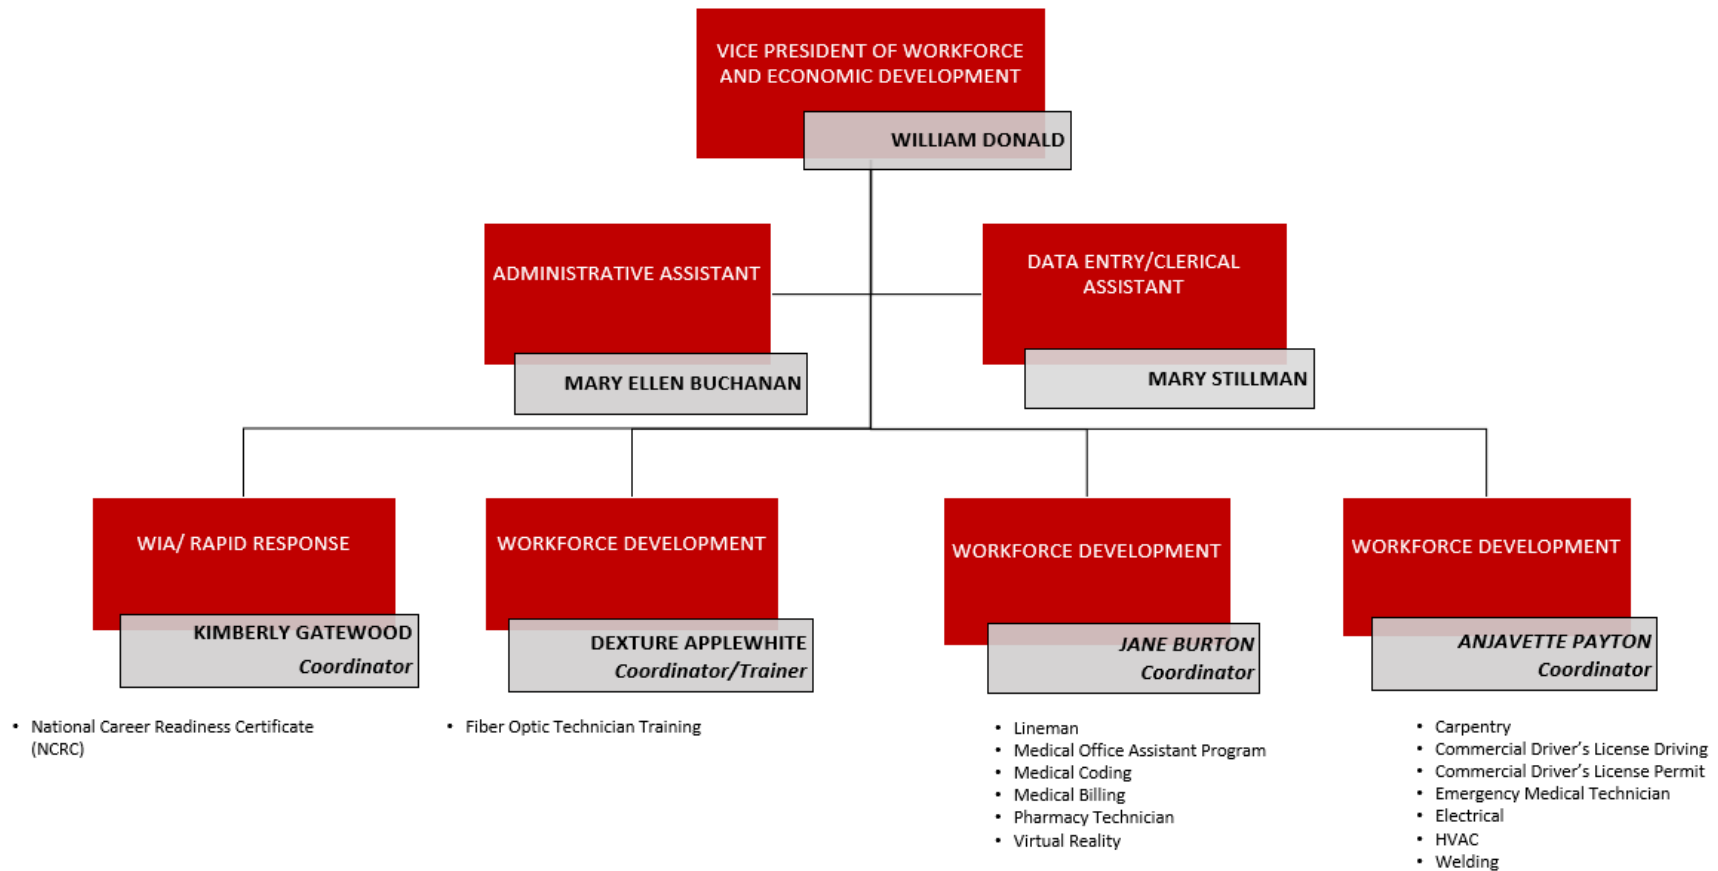 VICE PRESIDENT OF WORKFORCE
AND ECONOMIC DEVELOPMENT
WILLIAM DONALD
ADMINISTRATIVE ASSISTANT
MARY ELLEN BUCHANAN
DATA ENTRY/CLERICAL
ASSISTANT
MARY STILLMAN
WIA/ RAPID RESPONSE
KIMBERLY GATEWOOD
Coordinator
• National Career Readiness Certificate
(NCRC)
WORKFORCE DEVELOPMENT
DEXTURE APPLEWHITE
Coordinator/Trainer
• Fiber Optic Technician Training
WORKFORCE DEVELOPMENT
JANE BURTON
Coordinator
• Lineman
• Medical Office Assistant Program
• Medical Coding
• Medical Billing
• Pharmacy Technician
• Virtual Reality
WORKFORCE DEVELOPMENT
ANJAVETTE PAYTON
Coordinator
• Carpentry
• Commercial Driver’s License Driving
• Commercial Driver’s License Permit
• Emergency Medical Technician
• Electrical
• HVAC
• Welding